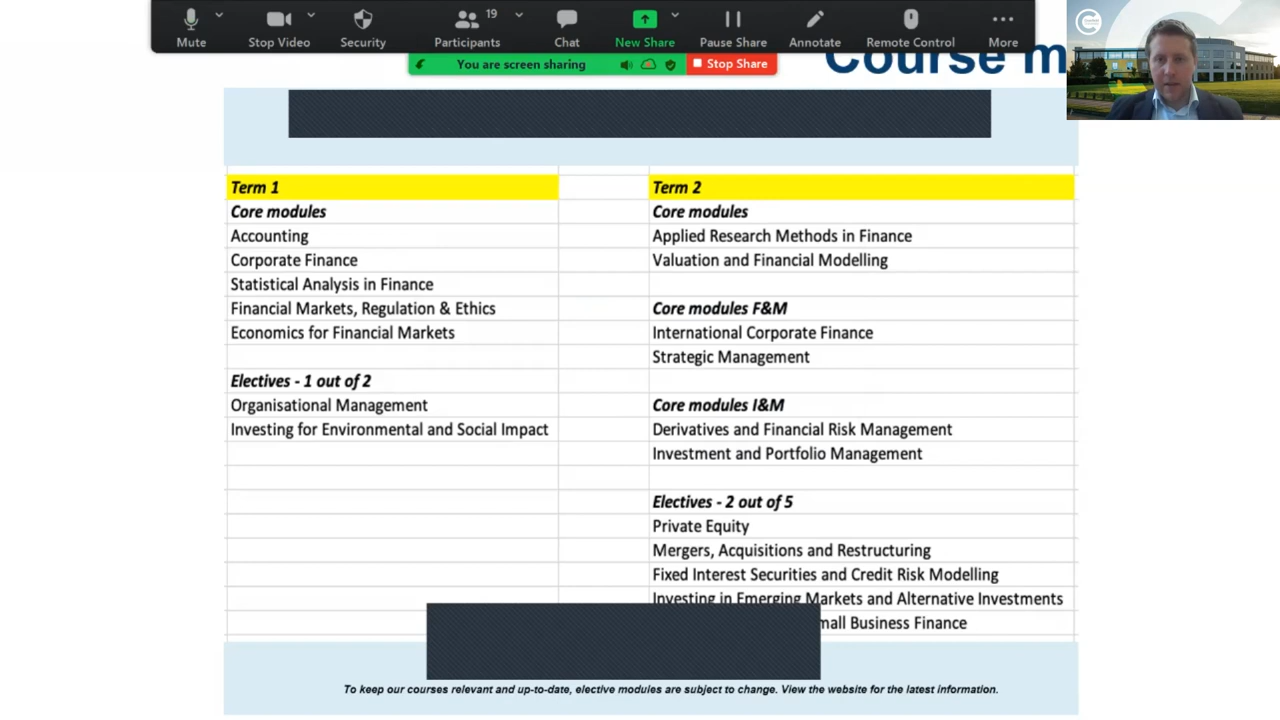 19
Mute
Stop Video
Security
Participants
Chat
New Share
Pause Share
Annotate
Remote Control
More
You are screen sharing
Stop Share
Course m
Term 1
Core modules
Accounting
Corporate Finance
Statistical Analysis in Finance
Financial Markets, Regulation & Ethics
Economics for Financial Markets
Electives - 1 out of 2
Organisational Management
Investing for Environmental and Social Impact
Term 2
Core modules
Applied Research Methods in Finance
Valuation and Financial Modelling
Core modules F&M
International Corporate Finance
Strategic Management
Core modules I&M
Derivatives and Financial Risk Management
Investment and Portfolio Management
Electives - 2 out of 5
Private Equity
Mergers, Acquisitions and Restructuring
Fixed Interest Securities and Credit Risk Modelling
Investing in Emerging Markets and Alternative Investments
mall Business Finance
To keep our courses relevant and up-to-date, elective modules are subject to change. View the website for the latest information.